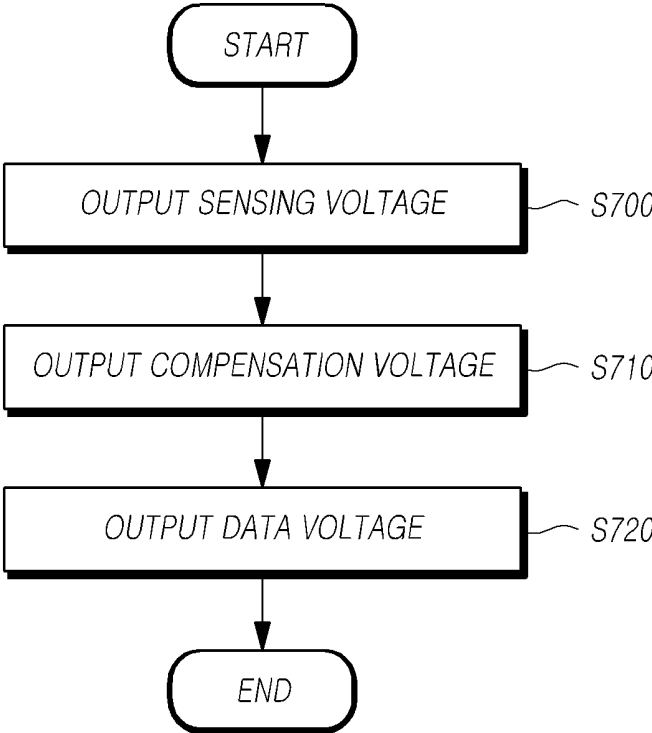 START
OUTPUT SENSING VOLTAGE
S700
OUTPUT COMPENSATION VOLTAGE
S710
OUTPUT DATA VOLTAGE
S720
END